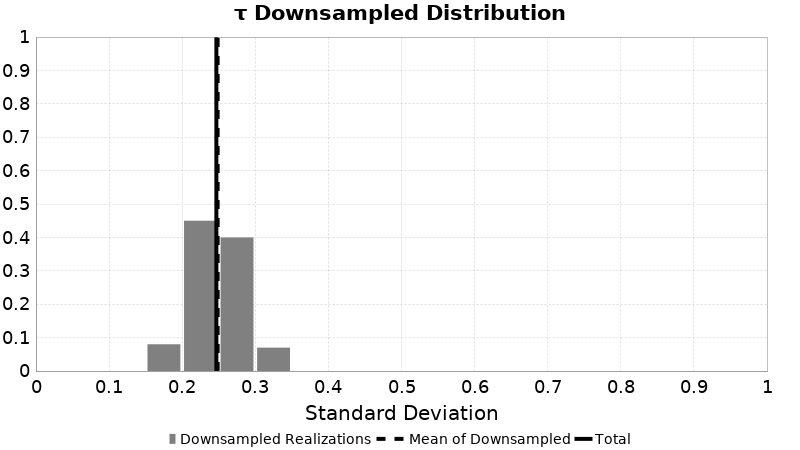 τ Downsampled Distribution
1
0.9
0.8
0.7
0.6
0.5
0.4
0.3
0.2
0.1
0
0 0.1 0.2 0.3 0.4 0.5 0.6 0.7 0.8 0.9 1
Standard Deviation
Downsampled Realizations Mean of Downsampled Total